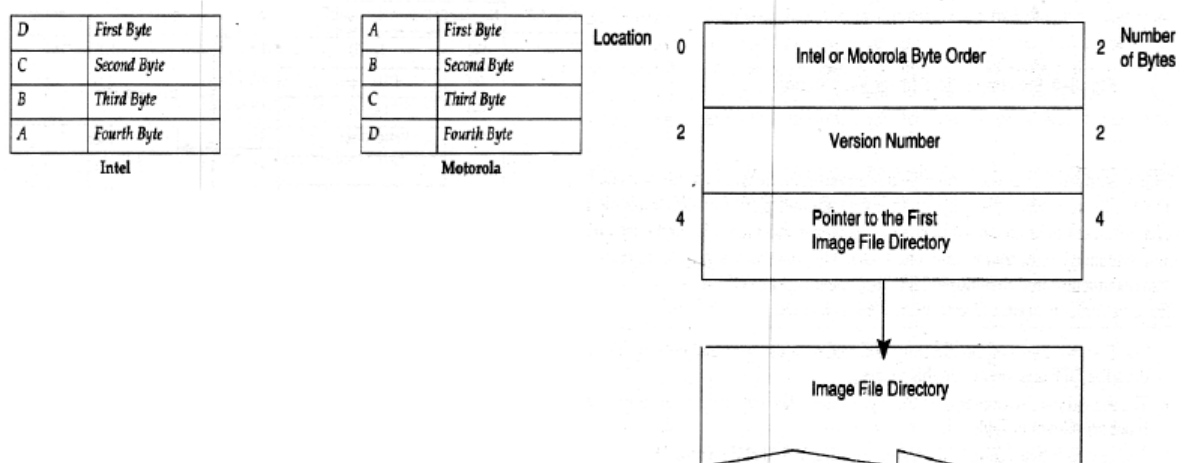 D First Byte
C Second Byte
B Third Byte
A Fourth Byte
Intel
A First Byte
B Second Byte
C Third Byte
D Fourth Byte
Motorola
Location
Number
of Bytes
0 Intel or Motorola Byte Order 2
2 Version Number 2
4 Pointer to the First 4
Image File Directory
Image File Directory